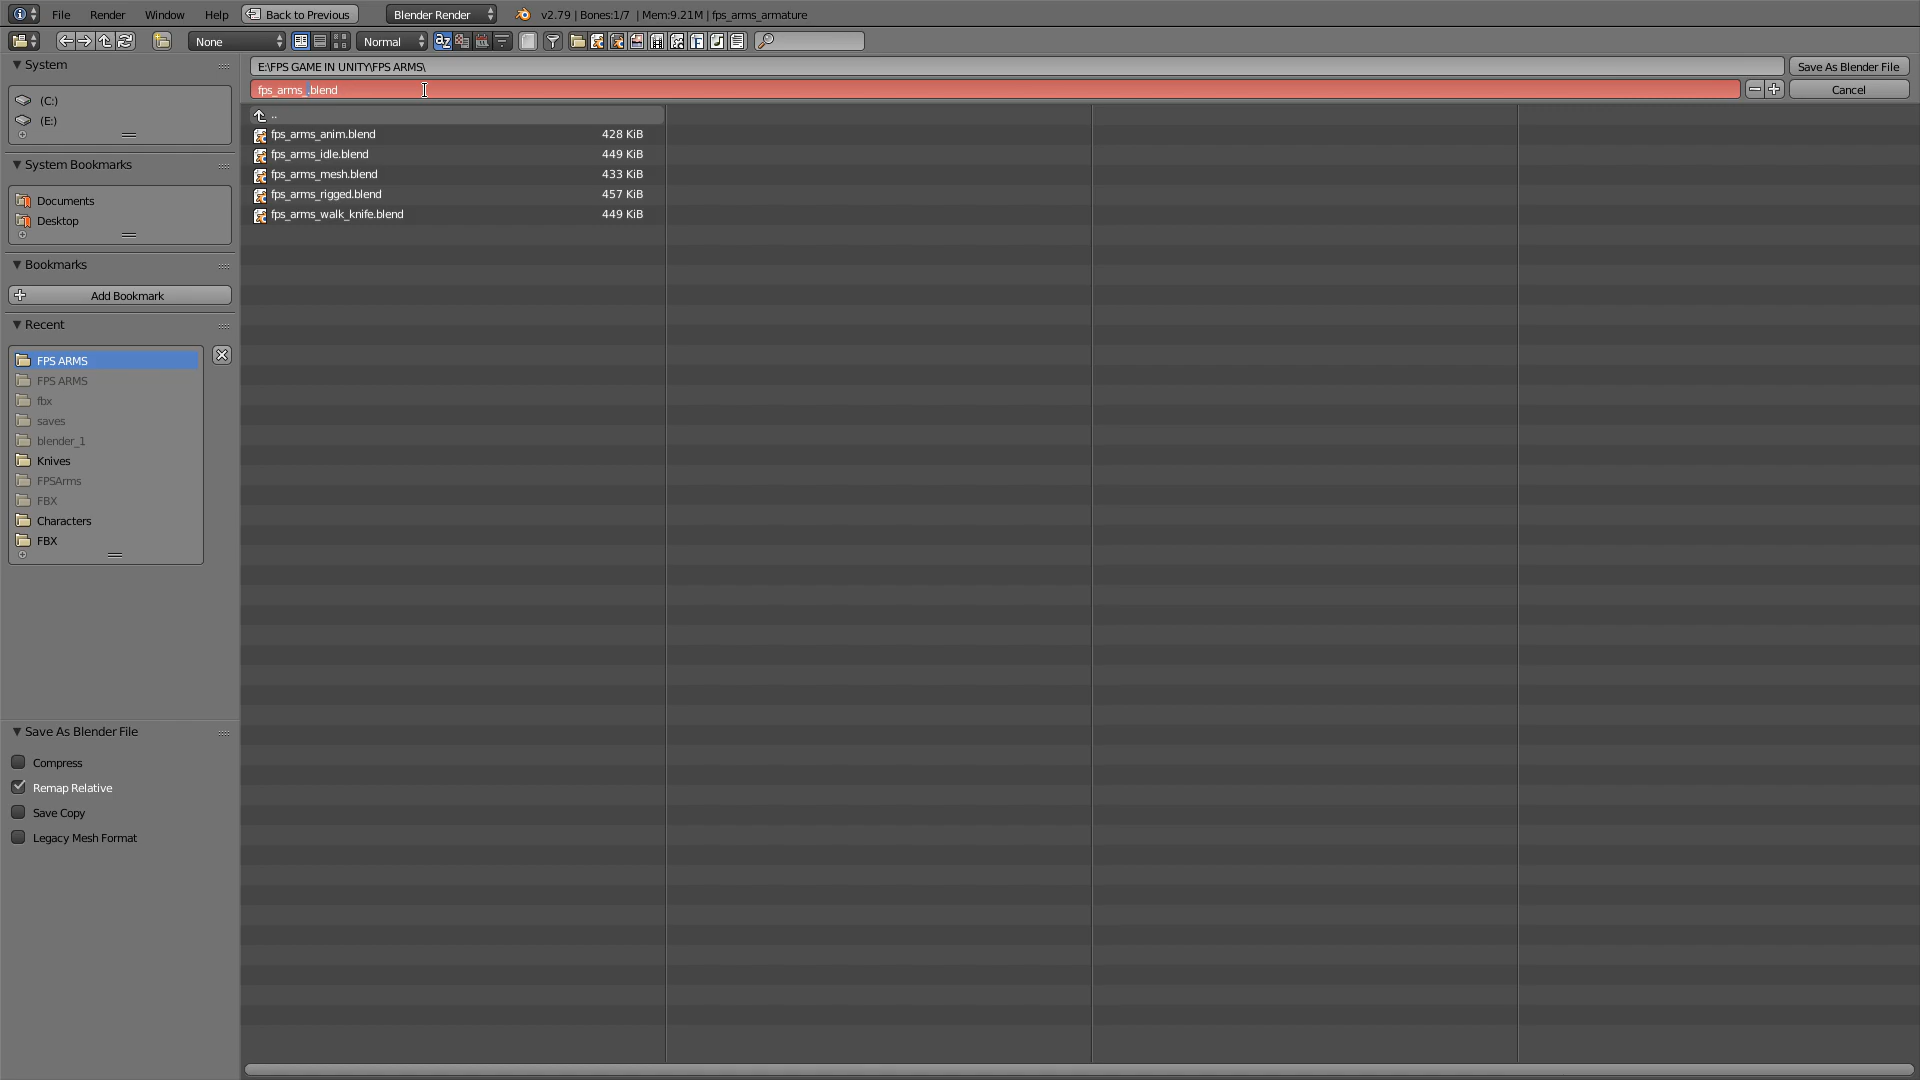 File Render Window Help Back to Previous Blender Render v2.79 | Bones:1/7 | Mem:9.21M | fps_arms_armature
None Normal
System
(C:)
(E:)
System Bookmarks
Documents
Desktop
Bookmarks
Add Bookmark
Recent
FPS ARMS
FPS ARMS
fbx
saves
blender_1
Knives
FPSArms
FBX
Characters
FBX
Save As Blender File
Compress
Remap Relative
Save Copy
Legacy Mesh Format
E:\FPS GAME IN UNITY\FPS ARMS\ Save As Blender File
fps_arms_.blend Cancel
..
fps_arms_anim.blend 428 KiB
fps_arms_idle.blend 449 KiB
fps_arms_mesh.blend 433 KiB
fps_arms_rigged.blend 457 KiB
fps_arms_walk_knife.blend 449 KiB